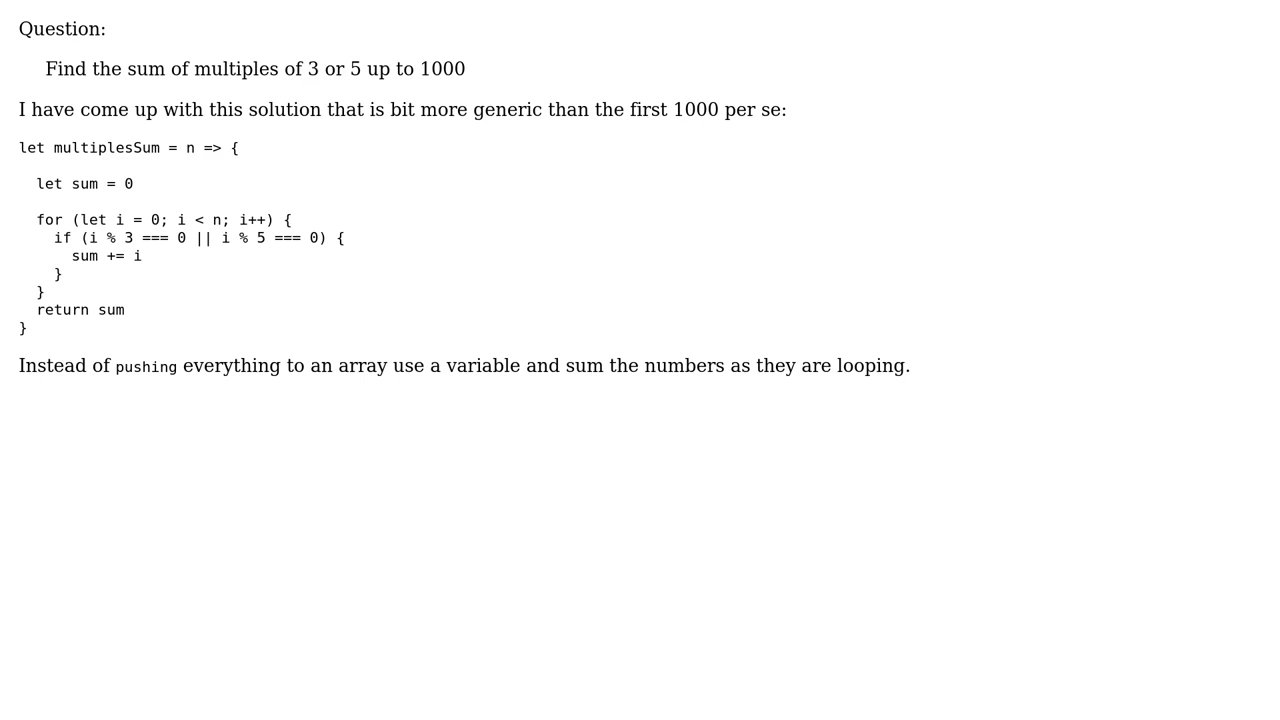 Question:
Find the sum of multiples of 3 or 5 up to 1000
I have come up with this solution that is bit more generic than the first 1000 per se:
let multiplesSum = n => {
  let sum = 0
  for (let i = 0; i < n; i++) {
    if (i % 3 === 0 || i % 5 === 0) {
      sum += i
    }
  }
  return sum
}
Instead of pushing everything to an array use a variable and sum the numbers as they are looping.